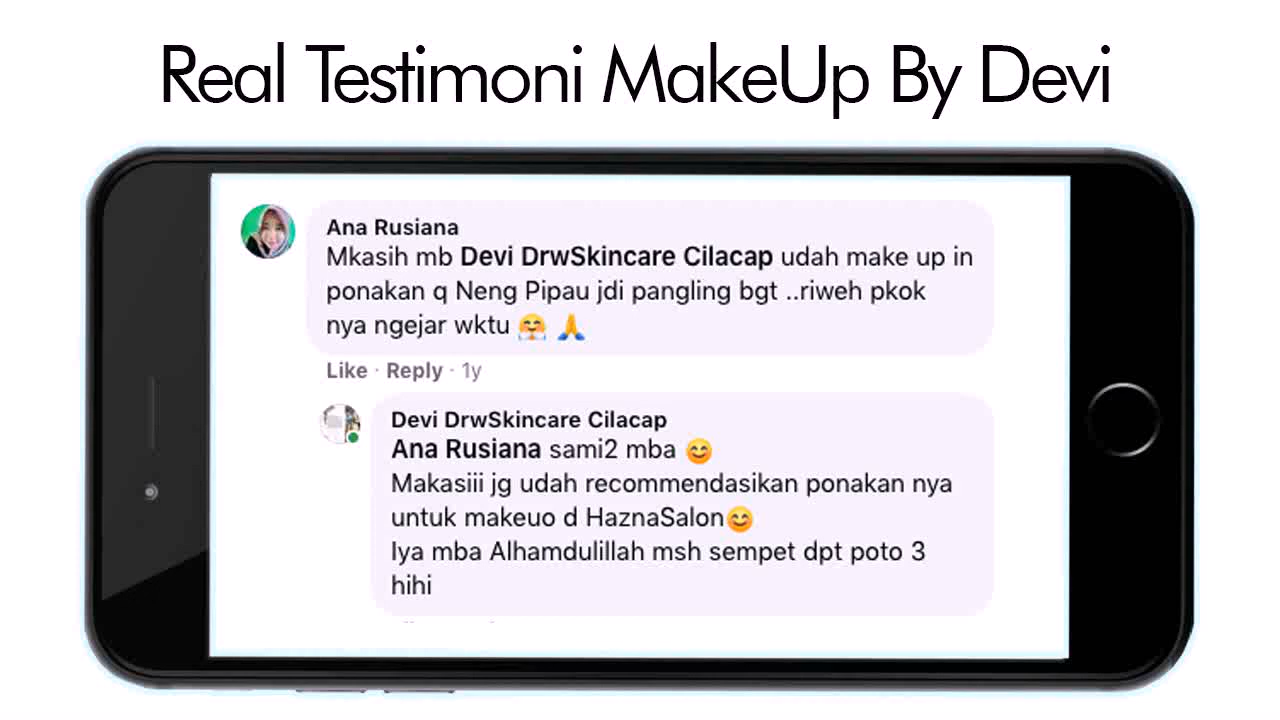 Real Testimoni MakeUp By Devi
Ana Rusiana
Mkasih mb Devi DrwSkincare Cilacap udah make up in
ponakan q Neng Pipau jdi pangling bgt ..riweh pkok
nya ngejar wktu 😤 🙏
Like · Reply · 1y
Devi DrwSkincare Cilacap
Ana Rusiana sami2 mba 😊
Makasiii jg udah recommendasikan ponakan nya
untuk makeuo d HaznaSalon😊
Iya mba Alhamdulillah msh sempet dpt poto 3
hihi